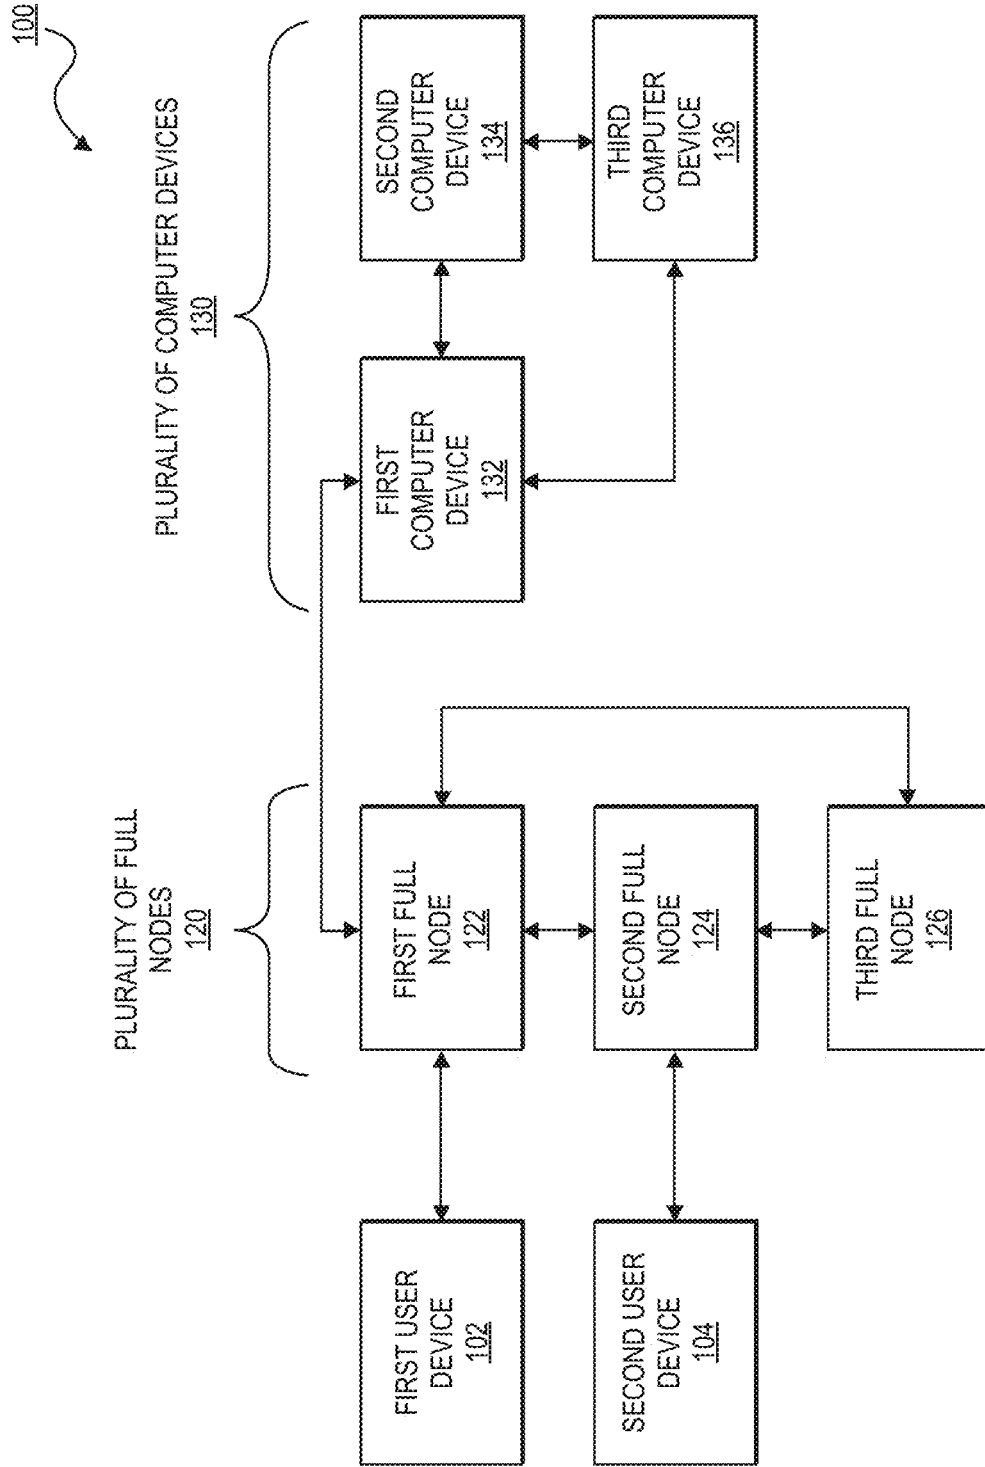 100
PLURALITY OF FULL
NODES
120
PLURALITY OF COMPUTER DEVICES
130
FIRST USER
DEVICE
102
FIRST FULL
NODE
122
FIRST
COMPUTER
DEVICE
132
SECOND
COMPUTER
DEVICE
134
SECOND USER
DEVICE
104
SECOND FULL
NODE
124
THIRD
COMPUTER
DEVICE
136
THIRD FULL
NODE
126